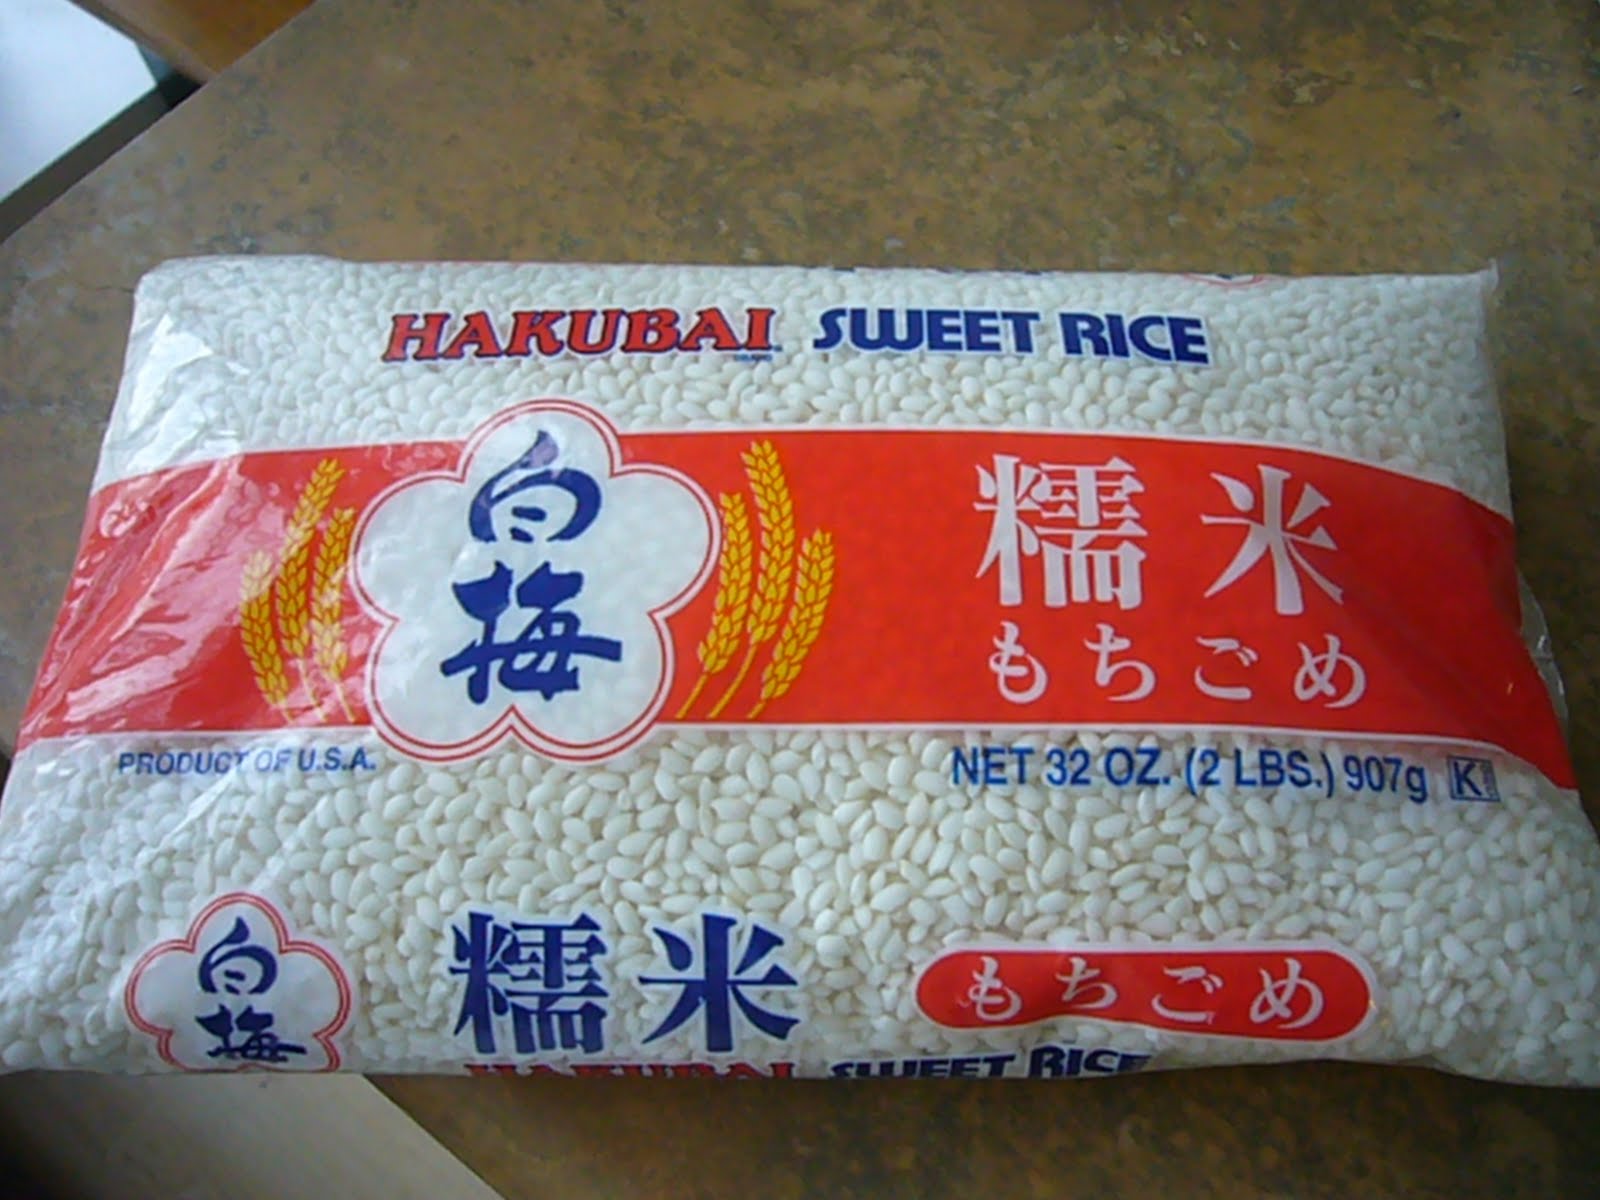 HAKUBAI SWEET RICE
白梅
糯米
もちごめ
PRODUCT OF U.S.A.
NET 32 OZ. (2 LBS.) 907g K
白梅
糯米 もちごめ
HAKUBAI SWEET RICE